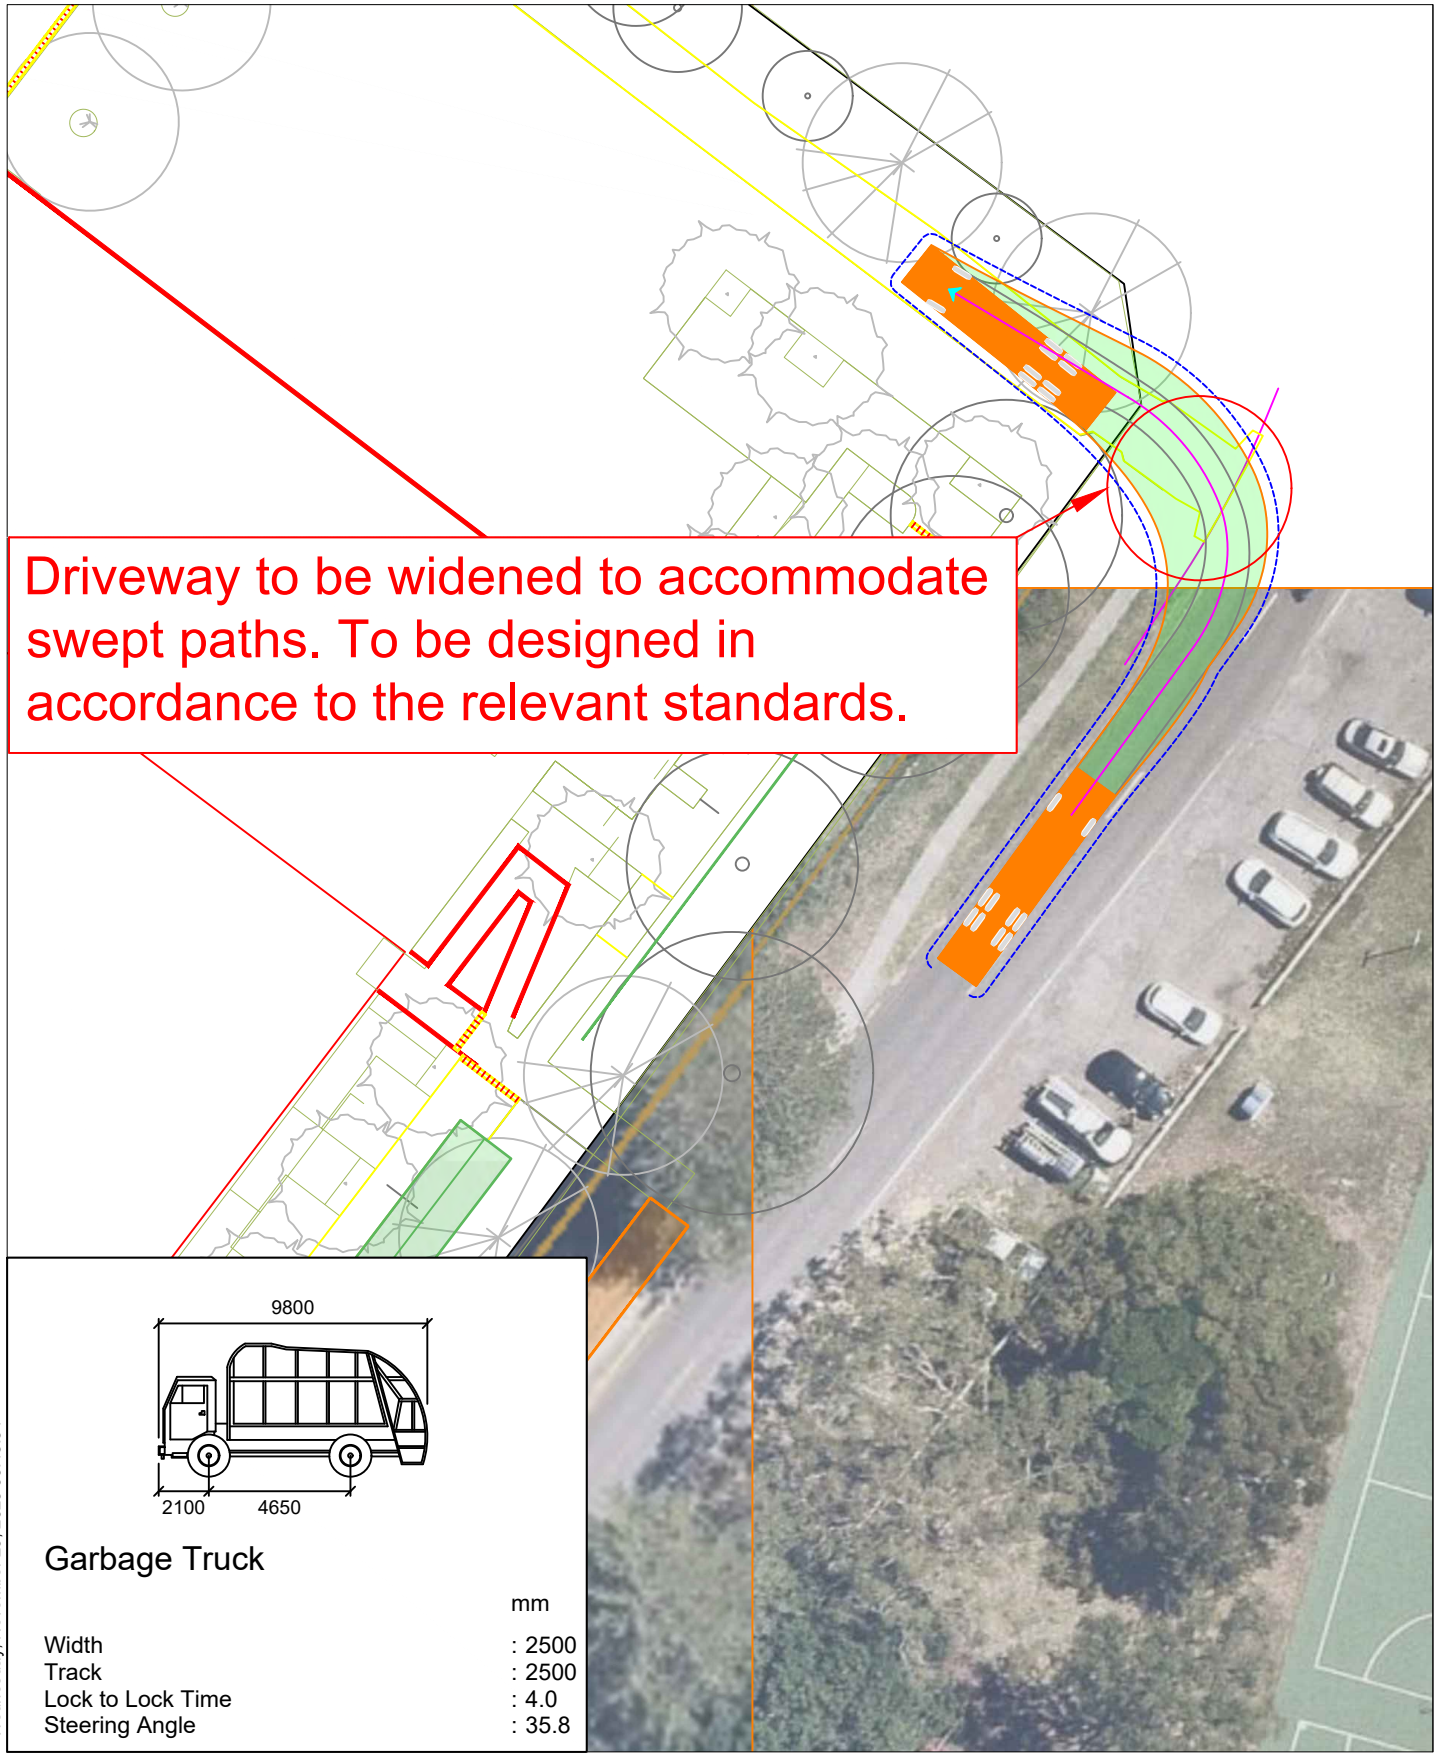 Driveway to be widened to accommodate
swept paths. To be designed in
accordance to the relevant standards.
9800
2100 4650
Garbage Truck
mm
Width : 2500
Track : 2500
Lock to Lock Time : 4.0
Steering Angle : 35.8